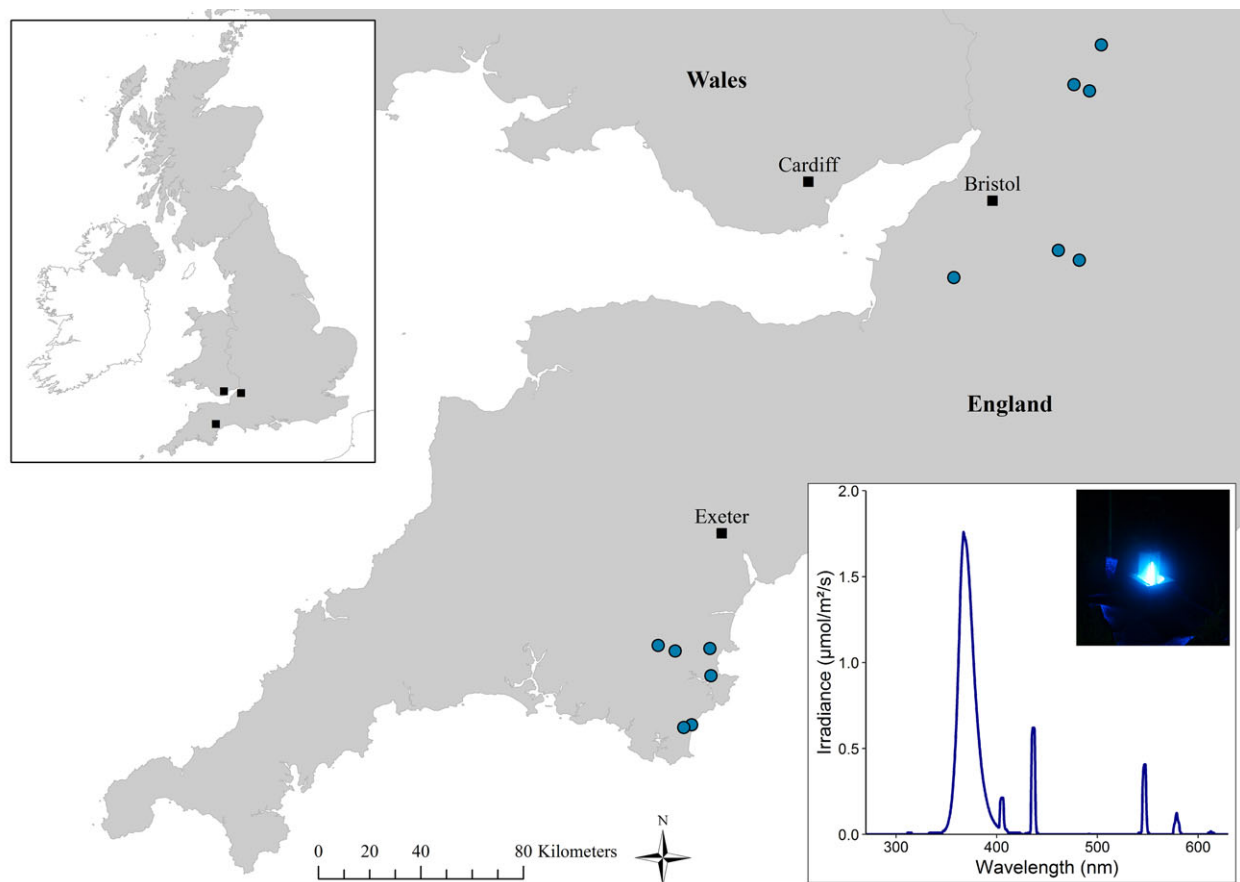 Wales
Cardiff
Bristol
England
Exeter
N
0 20 40 80 Kilometers
2.0
1.5
1.0
0.5
0.0
Irradiance (μmol/m²/s)
300 400 500 600
Wavelength (nm)